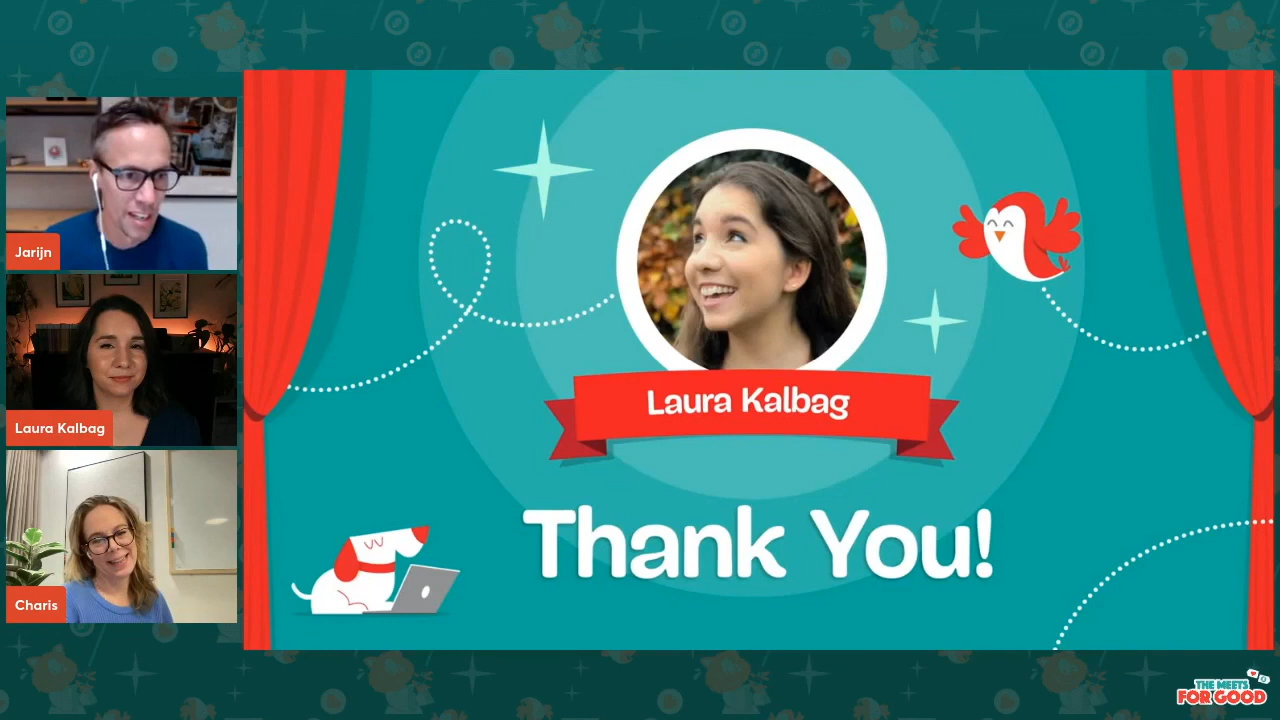 Jarijn
Laura Kalbag
Charis
Laura Kalbag
Thank You!
THE MEETS
FOR GOOD